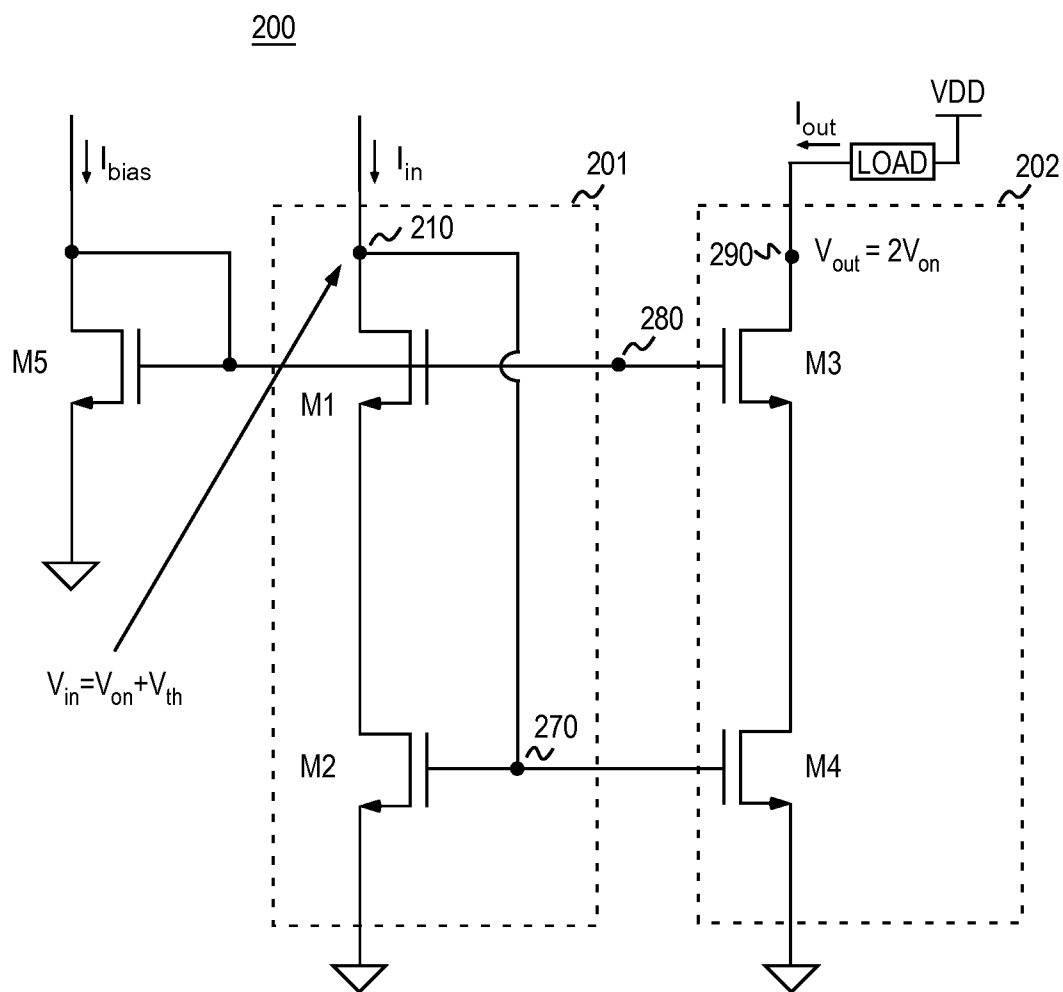 200
VDD
I_out
LOAD
I_bias
I_in
201
202
210
290
V_out = 2V_on
280
M5
M1
M3
V_in=V_on+V_th
270
M2
M4